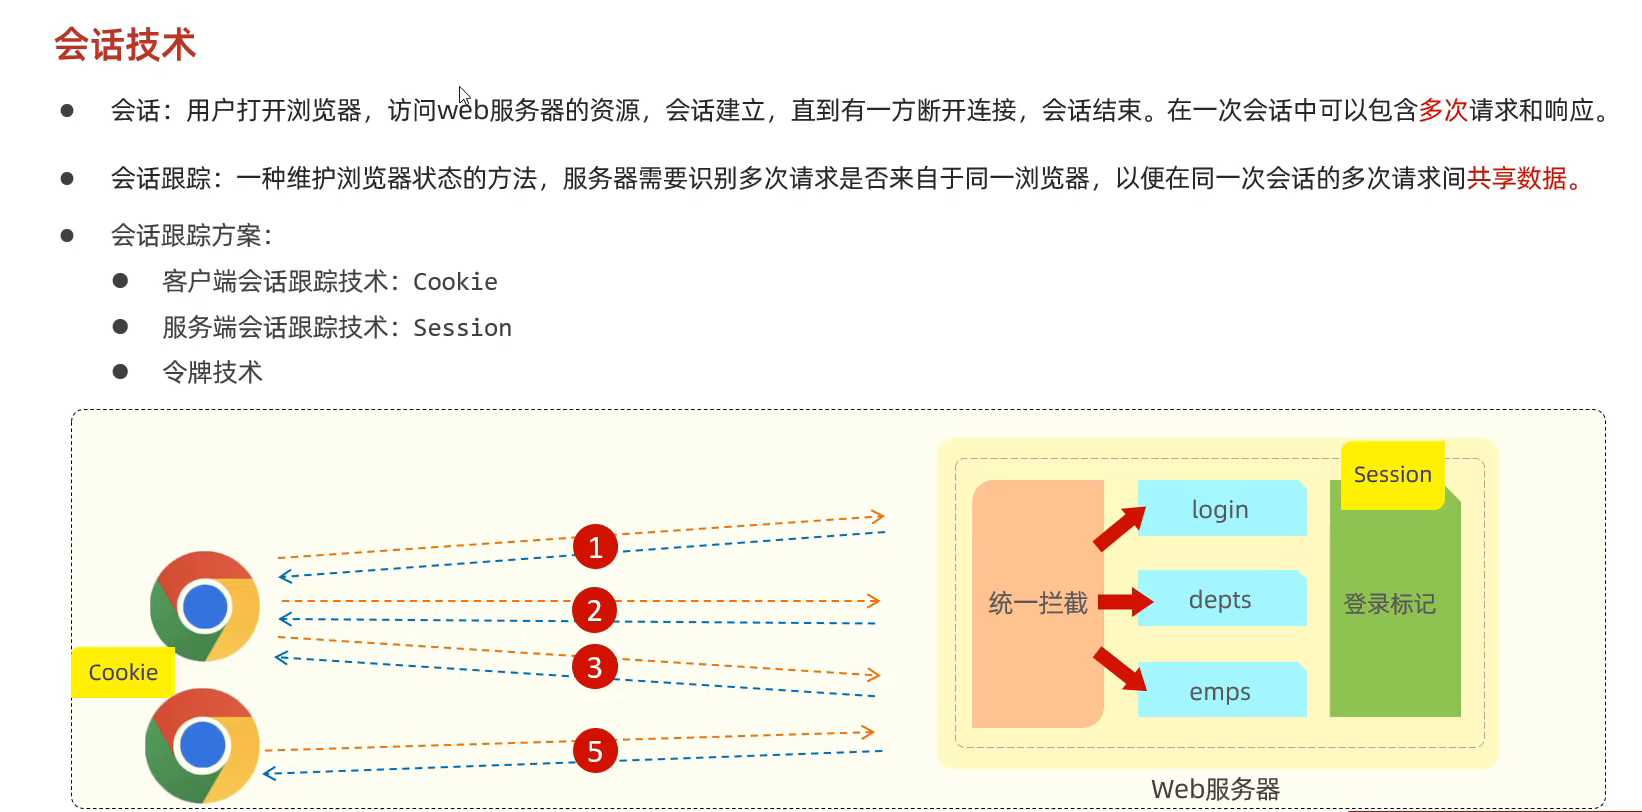 会话技术
会话：用户打开浏览器，访问web服务器的资源，会话建立，直到有一方断开连接，会话结束。在一次会话中可以包含多次请求和响应。
会话跟踪：一种维护浏览器状态的方法，服务器需要识别多次请求是否来自于同一浏览器，以便在同一次会话的多次请求间共享数据。
会话跟踪方案：
客户端会话跟踪技术：Cookie
服务端会话跟踪技术：Session
令牌技术
Session
login
1
统一拦截
depts
登录标记
2
3
Cookie
emps
5
Web服务器